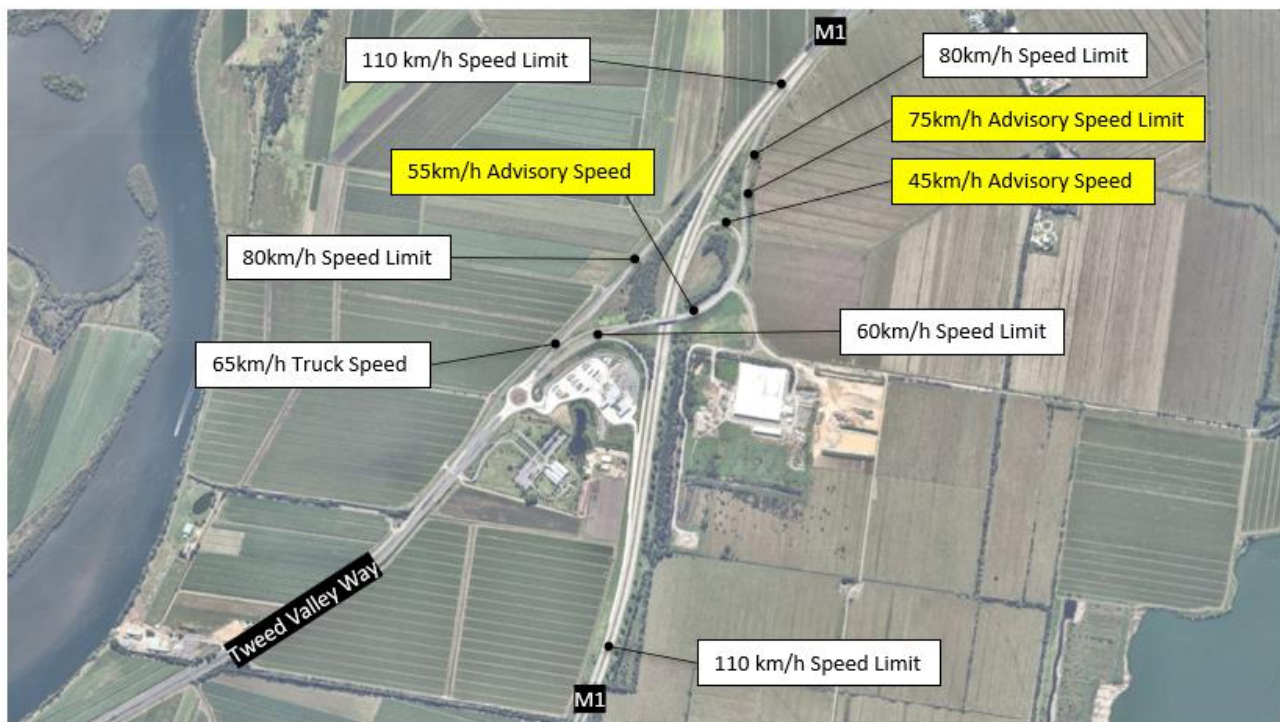 M1
110 km/h Speed Limit
80km/h Speed Limit
75km/h Advisory Speed Limit
55km/h Advisory Speed
45km/h Advisory Speed
80km/h Speed Limit
60km/h Speed Limit
65km/h Truck Speed
Tweed Valley Way
110 km/h Speed Limit
M1